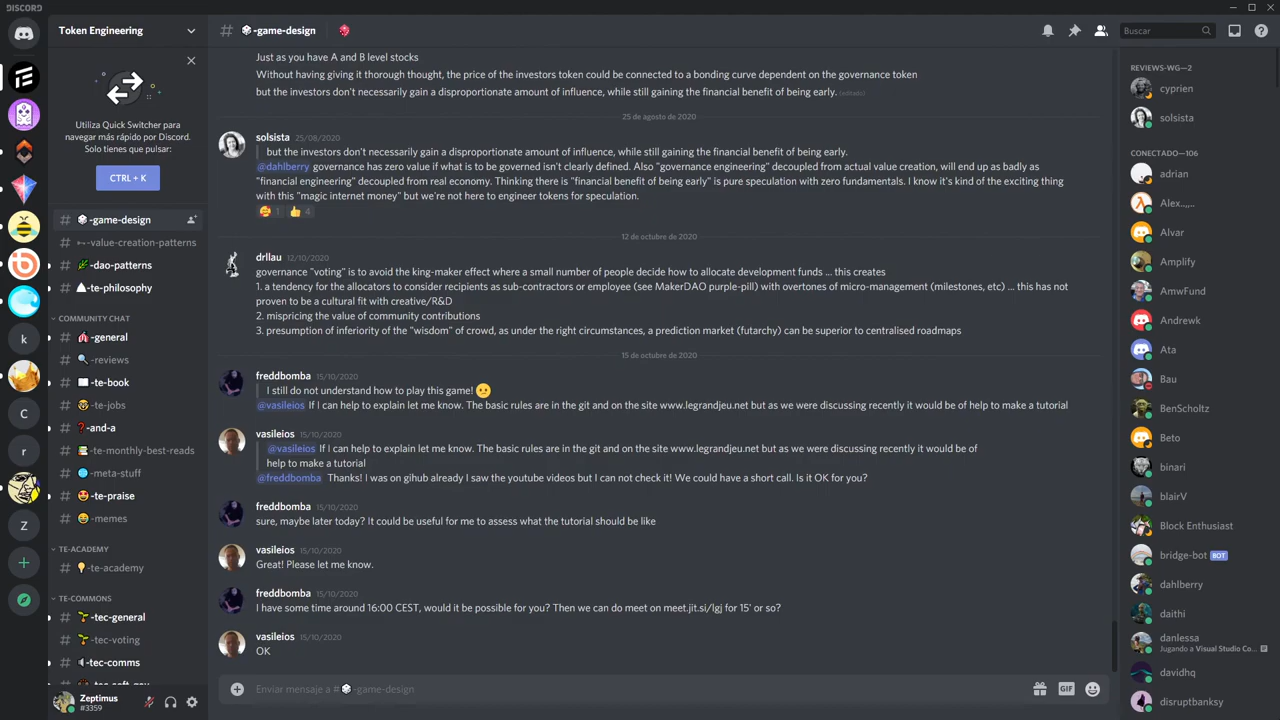 DISCORD
Token Engineering
# -game-design
Buscar
Utiliza Quick Switcher para
navegar más rápido por Discord.
Solo tienes que pulsar:
CTRL + K
# -game-design
# -value-creation-patterns
# -dao-patterns
# -te-philosophy
COMMUNITY CHAT
# -general
# -reviews
# -te-book
# -te-jobs
# -and-a
# -te-monthly-best-reads
# -meta-stuff
# -te-praise
# -memes
TE-ACADEMY
# -te-academy
TE-COMMONS
# -tec-general
# -tec-voting
# -tec-comms
k
C
r
Z
Zeptimus
#3359
Just as you have A and B level stocks
Without having giving it thorough thought, the price of the investors token could be connected to a bonding curve dependent on the governance token
but the investors don't necessarily gain a disproportionate amount of influence, while still gaining the financial benefit of being early. (editado)
25 de agosto de 2020
solsista 25/08/2020
but the investors don't necessarily gain a disproportionate amount of influence, while still gaining the financial benefit of being early.
@dahlberry governance has zero value if what is to be governed isn't clearly defined. Also "governance engineering" decoupled from actual value creation, will end up as badly as
"financial engineering" decoupled from real economy. Thinking there is "financial benefit of being early" is pure speculation with zero fundamentals. I know it's kind of the exciting thing
with this "magic internet money" but we're not here to engineer tokens for speculation.
1 4
12 de octubre de 2020
drllau 12/10/2020
governance "voting" is to avoid the king-maker effect where a small number of people decide how to allocate development funds ... this creates
1. a tendency for the allocators to consider recipients as sub-contractors or employee (see MakerDAO purple-pill) with overtones of micro-management (milestones, etc) ... this has not
proven to be a cultural fit with creative/R&D
2. mispricing the value of community contributions
3. presumption of inferiority of the "wisdom" of crowd, as under the right circumstances, a prediction market (futarchy) can be superior to centralised roadmaps
15 de octubre de 2020
freddbomba 15/10/2020
I still do not understand how to play this game!
@vasileios If I can help to explain let me know. The basic rules are in the git and on the site www.legrandjeu.net but as we were discussing recently it would be of help to make a tutorial
vasileios 15/10/2020
@vasileios If I can help to explain let me know. The basic rules are in the git and on the site www.legrandjeu.net but as we were discussing recently it would be of
help to make a tutorial
@freddbomba Thanks! I was on gihub already I saw the youtube videos but I can not check it! We could have a short call. Is it OK for you?
freddbomba 15/10/2020
sure, maybe later today? It could be useful for me to assess what the tutorial should be like
vasileios 15/10/2020
Great! Please let me know.
freddbomba 15/10/2020
I have some time around 16:00 CEST, would it be possible for you? Then we can do meet on meet.jit.si/lgj for 15' or so?
vasileios 15/10/2020
OK
Enviar mensaje a # -game-design
GIF
REVIEWS-WG—2
cyprien
solsista
CONECTADO—106
adrian
Alex..,,..
Alvar
Amplify
AmwFund
Andrewk
Ata
Bau
BenScholtz
Beto
binari
blairV
Block Enthusiast
bridge-bot BOT
dahlberry
daithi
danlessa
Jugando a Visual Studio Co...
davidhq
disruptbanksy